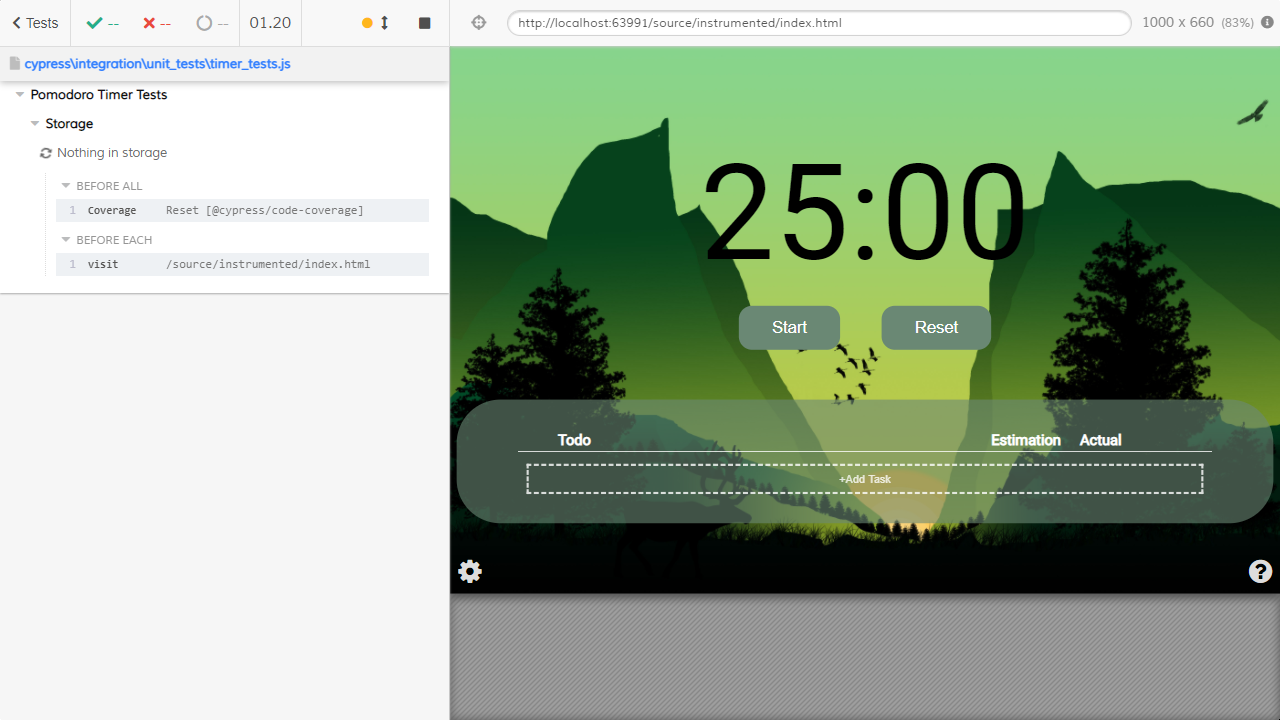 Tests -- -- -- 01.20
http://localhost:63991/source/instrumented/index.html 1000 x 660 (83%)
cypress\integration\unit_tests\timer_tests.js
Pomodoro Timer Tests
Storage
Nothing in storage
BEFORE ALL
1 Coverage Reset [@cypress/code-coverage]
BEFORE EACH
1 visit /source/instrumented/index.html
25:00
Start Reset
Todo Estimation Actual
+Add Task